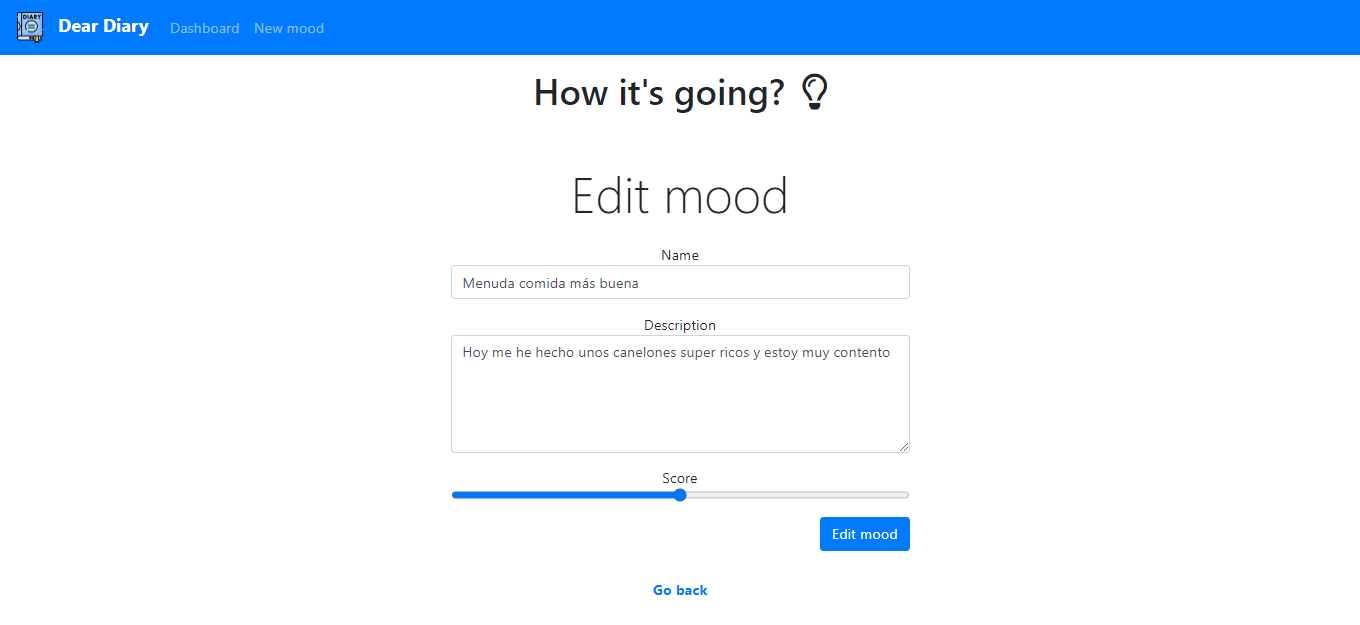 DIARY
Dear Diary
Dashboard
New mood
How it's going?
Edit mood
Name
Menuda comida más buena
Description
Hoy me he hecho unos canelones super ricos y estoy muy contento
Score
Edit mood
Go back